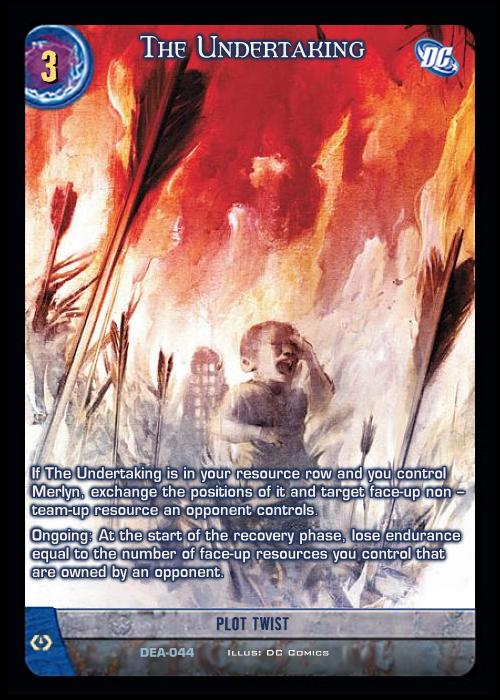 3
The Undertaking
DC
If The Undertaking is in your resource row and you control
Merlyn, exchange the positions of it and target face-up non –
team-up resource an opponent controls.
Ongoing: At the start of the recovery phase, lose endurance
equal to the number of face-up resources you control that
are owned by an opponent.
PLOT TWIST
DEA-044 Illus: DC Comics